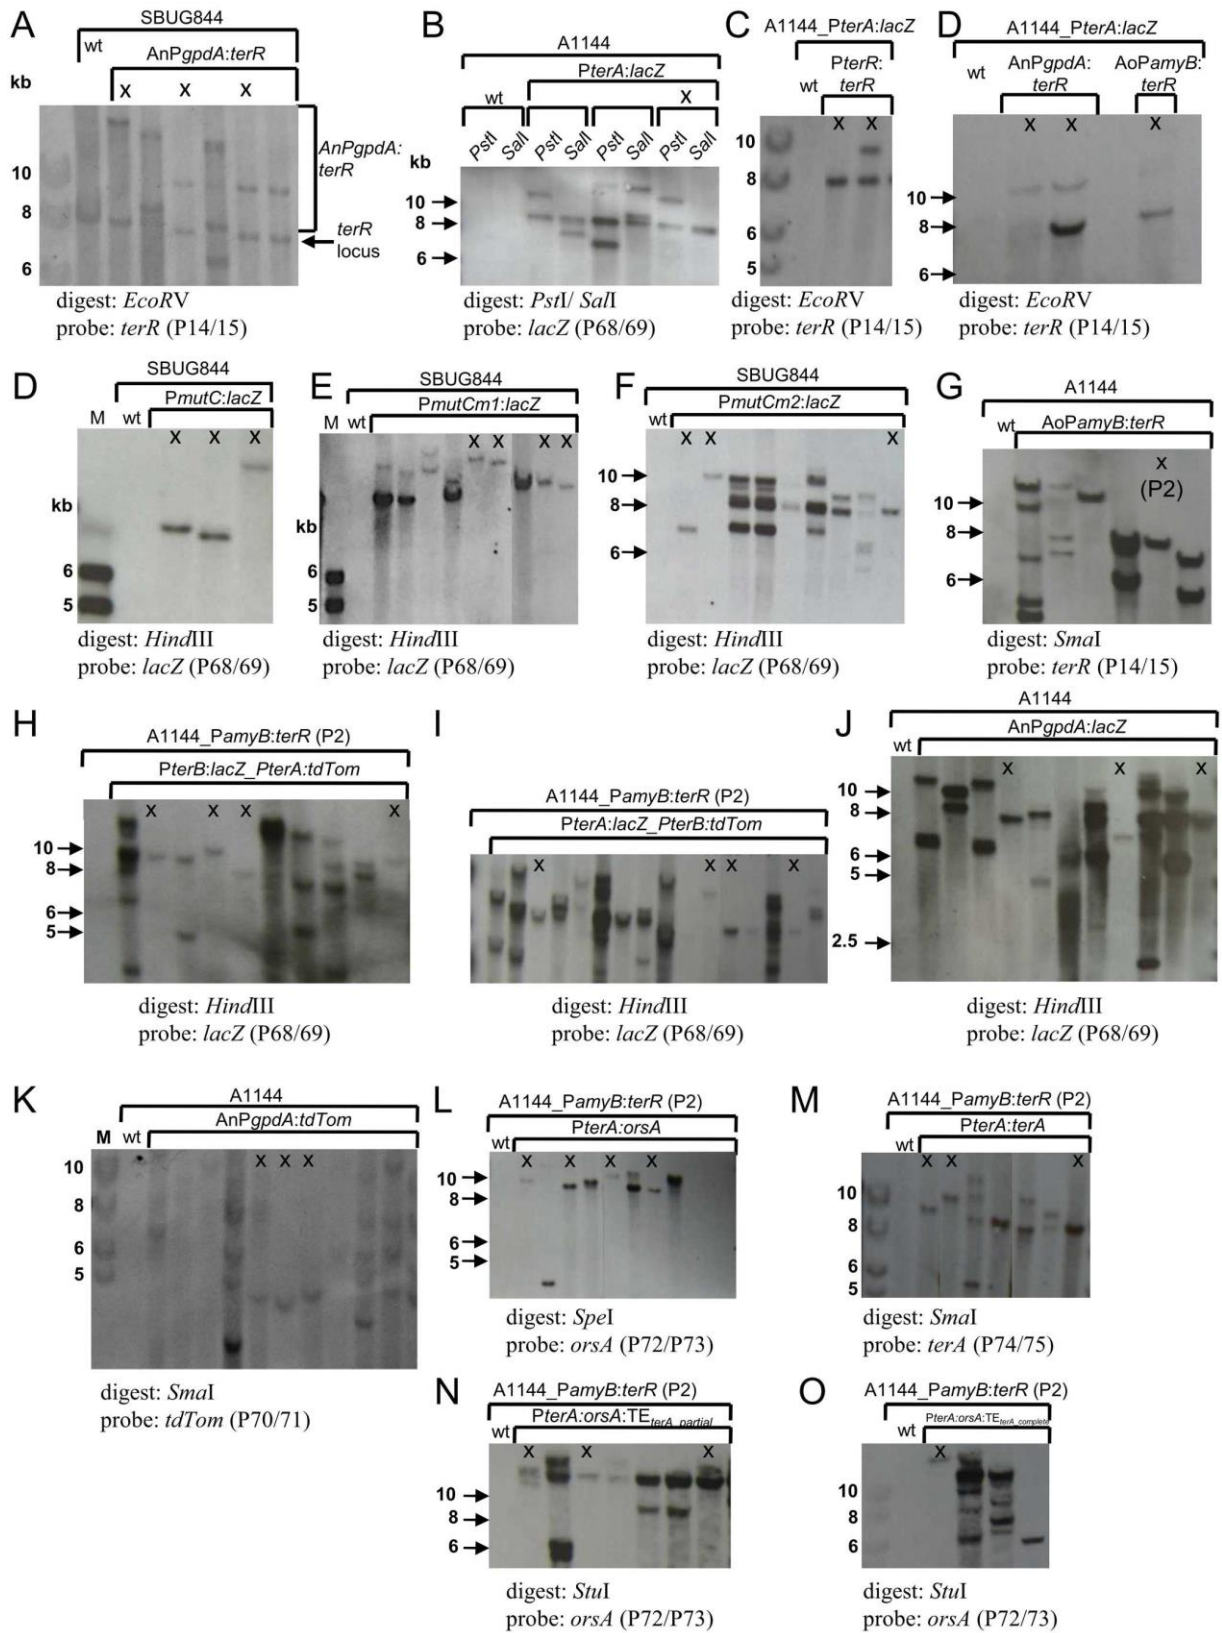 A
SBUG844
wt
AnPgpdA:terR
kb
x x x
10
8
6
AnPgpdA:
terR
terR
locus
digest: EcoRV
probe: terR (P14/15)
B
A1144
PterA:lacZ
wt
x
PstI SalI PstI SalI PstI SalI PstI SalI
kb
10
8
6
digest: PstI/ SalI
probe: lacZ (P68/69)
C
A1144_PterA:lacZ
PterR:
wt terR
x x
10
8
6
5
digest: EcoRV
probe: terR (P14/15)
D
A1144_PterA:lacZ
wt AnPgpdA: AoPamyB:
terR terR
x x x
10
8
6
digest: EcoRV
probe: terR (P14/15)
D
SBUG844
PmutC:lacZ
M wt
x x x
kb
6
5
digest: HindIII
probe: lacZ (P68/69)
E
SBUG844
PmutCm1:lacZ
M wt
x x x x
kb
6
5
digest: HindIII
probe: lacZ (P68/69)
F
SBUG844
PmutCm2:lacZ
wt
x x x
10
8
6
digest: HindIII
probe: lacZ (P68/69)
G
A1144
AoPamyB:terR
wt
x
(P2)
10
8
6
digest: SmaI
probe: terR (P14/15)
H
A1144_PamyB:terR (P2)
PterB:lacZ_PterA:tdTom
x x x x
10
8
6
5
digest: HindIII
probe: lacZ (P68/69)
I
A1144_PamyB:terR (P2)
PterA:lacZ_PterB:tdTom
x x x x
digest: HindIII
probe: lacZ (P68/69)
J
A1144
AnPgpdA:lacZ
wt
x x x
10
8
6
5
2.5
digest: HindIII
probe: lacZ (P68/69)
K
A1144
AnPgpdA:tdTom
M wt
x x x
10
8
6
5
digest: SmaI
probe: tdTom (P70/71)
L
A1144_PamyB:terR (P2)
PterA:orsA
wt
x x x x
10
8
6
5
digest: SpeI
probe: orsA (P72/P73)
M
A1144_PamyB:terR (P2)
PterA:terA
wt
x x x
10
8
6
5
digest: SmaI
probe: terA (P74/75)
N
A1144_PamyB:terR (P2)
PterA:orsA:TEterA_partial
wt
x x x
10
8
6
digest: StuI
probe: orsA (P72/P73)
O
A1144_PamyB:terR (P2)
PterA:orsA:TEterA_complete
wt
x
10
8
6
digest: StuI
probe: orsA (P72/73)